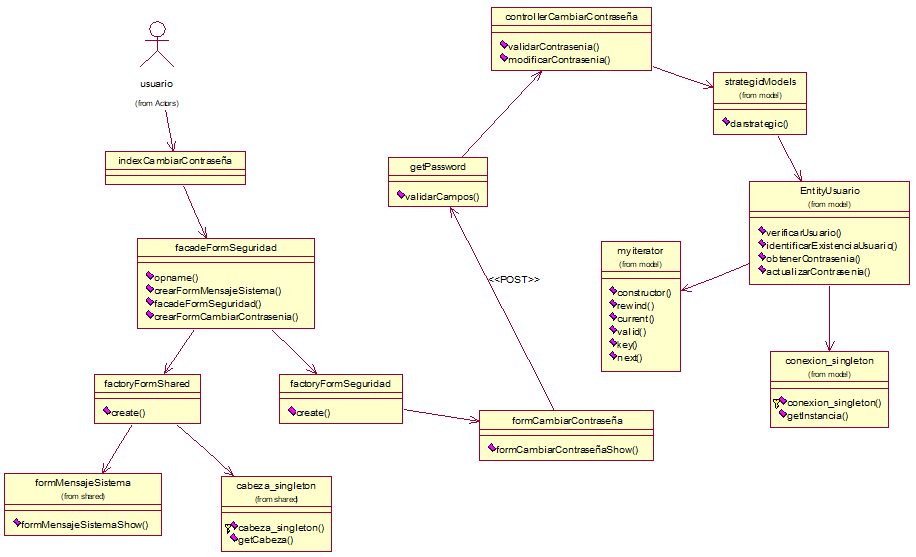 controllerCambiarContraseña
validarContrasenia()
modificarContrasenia()
usuario
(from Actors)
strategicModels
(from model)
darstrategic()
indexCambiarContraseña
getPassword
validarCampos()
EntityUsuario
(from model)
verificarUsuario()
identificarExistenciaUsuario()
obtenerContrasenia()
actualizarContrasenia()
facadeFormSeguridad
opname()
crearFormMensajeSistema()
facadeFormSeguridad()
crearFormCambiarContrasenia()
myiterator
(from model)
constructor()
rewind()
current()
valid()
key()
next()
<<POST>>
conexion_singleton
(from model)
conexion_singleton()
getInstancia()
factoryFormShared
create()
factoryFormSeguridad
create()
formCambiarContraseña
formCambiarContraseñaShow()
formMensajeSistema
(from shared)
formMensajeSistemaShow()
cabeza_singleton
(from shared)
cabeza_singleton()
getCabeza()